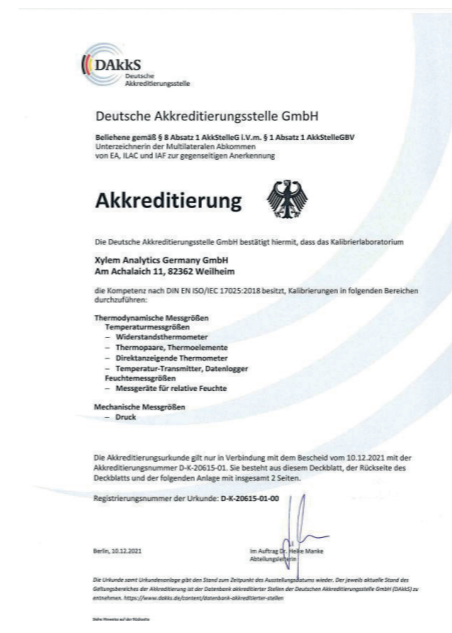 DAkkS
Deutsche
Akkreditierungsstelle
Deutsche Akkreditierungsstelle GmbH
Beliehene gemäß § 8 Absatz 1 AkkStelleG i.V.m. § 1 Absatz 1 AkkStelleGBV
Unterzeichnerin der Multilateralen Abkommen
von EA, ILAC und IAF zur gegenseitigen Anerkennung
Akkreditierung
Die Deutsche Akkreditierungsstelle GmbH bestätigt hiermit, dass das Kalibrierlaboratorium
Xylem Analytics Germany GmbH
Am Achalaich 11, 82362 Weilheim
die Kompetenz nach DIN EN ISO/IEC 17025:2018 besitzt, Kalibrierungen in folgenden Bereichen
durchzuführen:
Thermodynamische Messgrößen
Temperaturmessgrößen
– Widerstandsthermometer
– Thermopaare, Thermoelemente
– Direktanzeigende Thermometer
– Temperatur-Transmitter, Datenlogger
Feuchtemessgrößen
– Messgeräte für relative Feuchte
Mechanische Messgrößen
– Druck
Die Akkreditierungsurkunde gilt nur in Verbindung mit dem Bescheid vom 10.12.2021 mit der
Akkreditierungsnummer D-K-20615-01. Sie besteht aus diesem Deckblatt, der Rückseite des
Deckblatts und der folgenden Anlage mit insgesamt 2 Seiten.
Registrierungsnummer der Urkunde: D-K-20615-01-00
Berlin, 10.12.2021
Im Auftrag Dr. Heike Manke
Abteilungsleiterin
Die Urkunde samt Urkundenanlage gibt den Stand zum Zeitpunkt des Ausstellungsdatums wieder. Der jeweils aktuelle Stand des
Geltungsbereiches der Akkreditierung ist der Datenbank akkreditierter Stellen der Deutschen Akkreditierungsstelle GmbH (DAkkS) zu
entnehmen. https://www.dakks.de/content/datenbank-akkreditierter-stellen
Siehe Hinweise auf der Rückseite